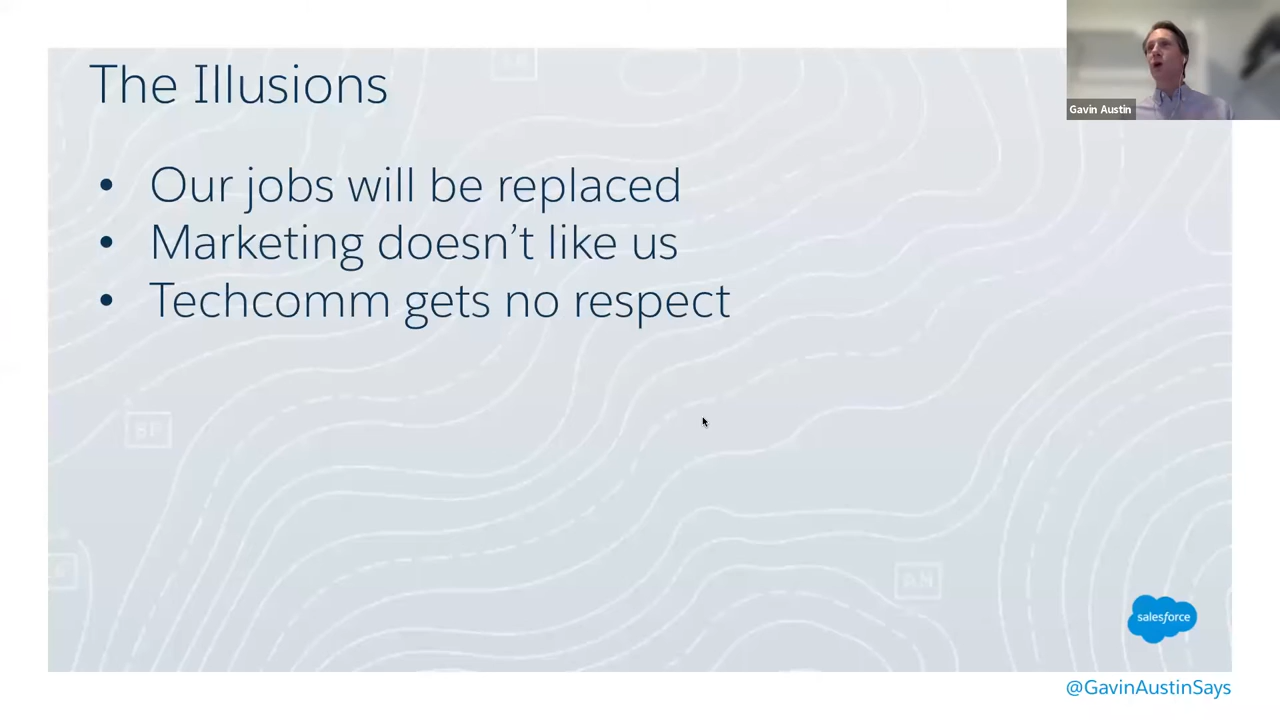 The Illusions
Gavin Austin
• Our jobs will be replaced
• Marketing doesn’t like us
• Techcomm gets no respect
SF
salesforce
@GavinAustinSays